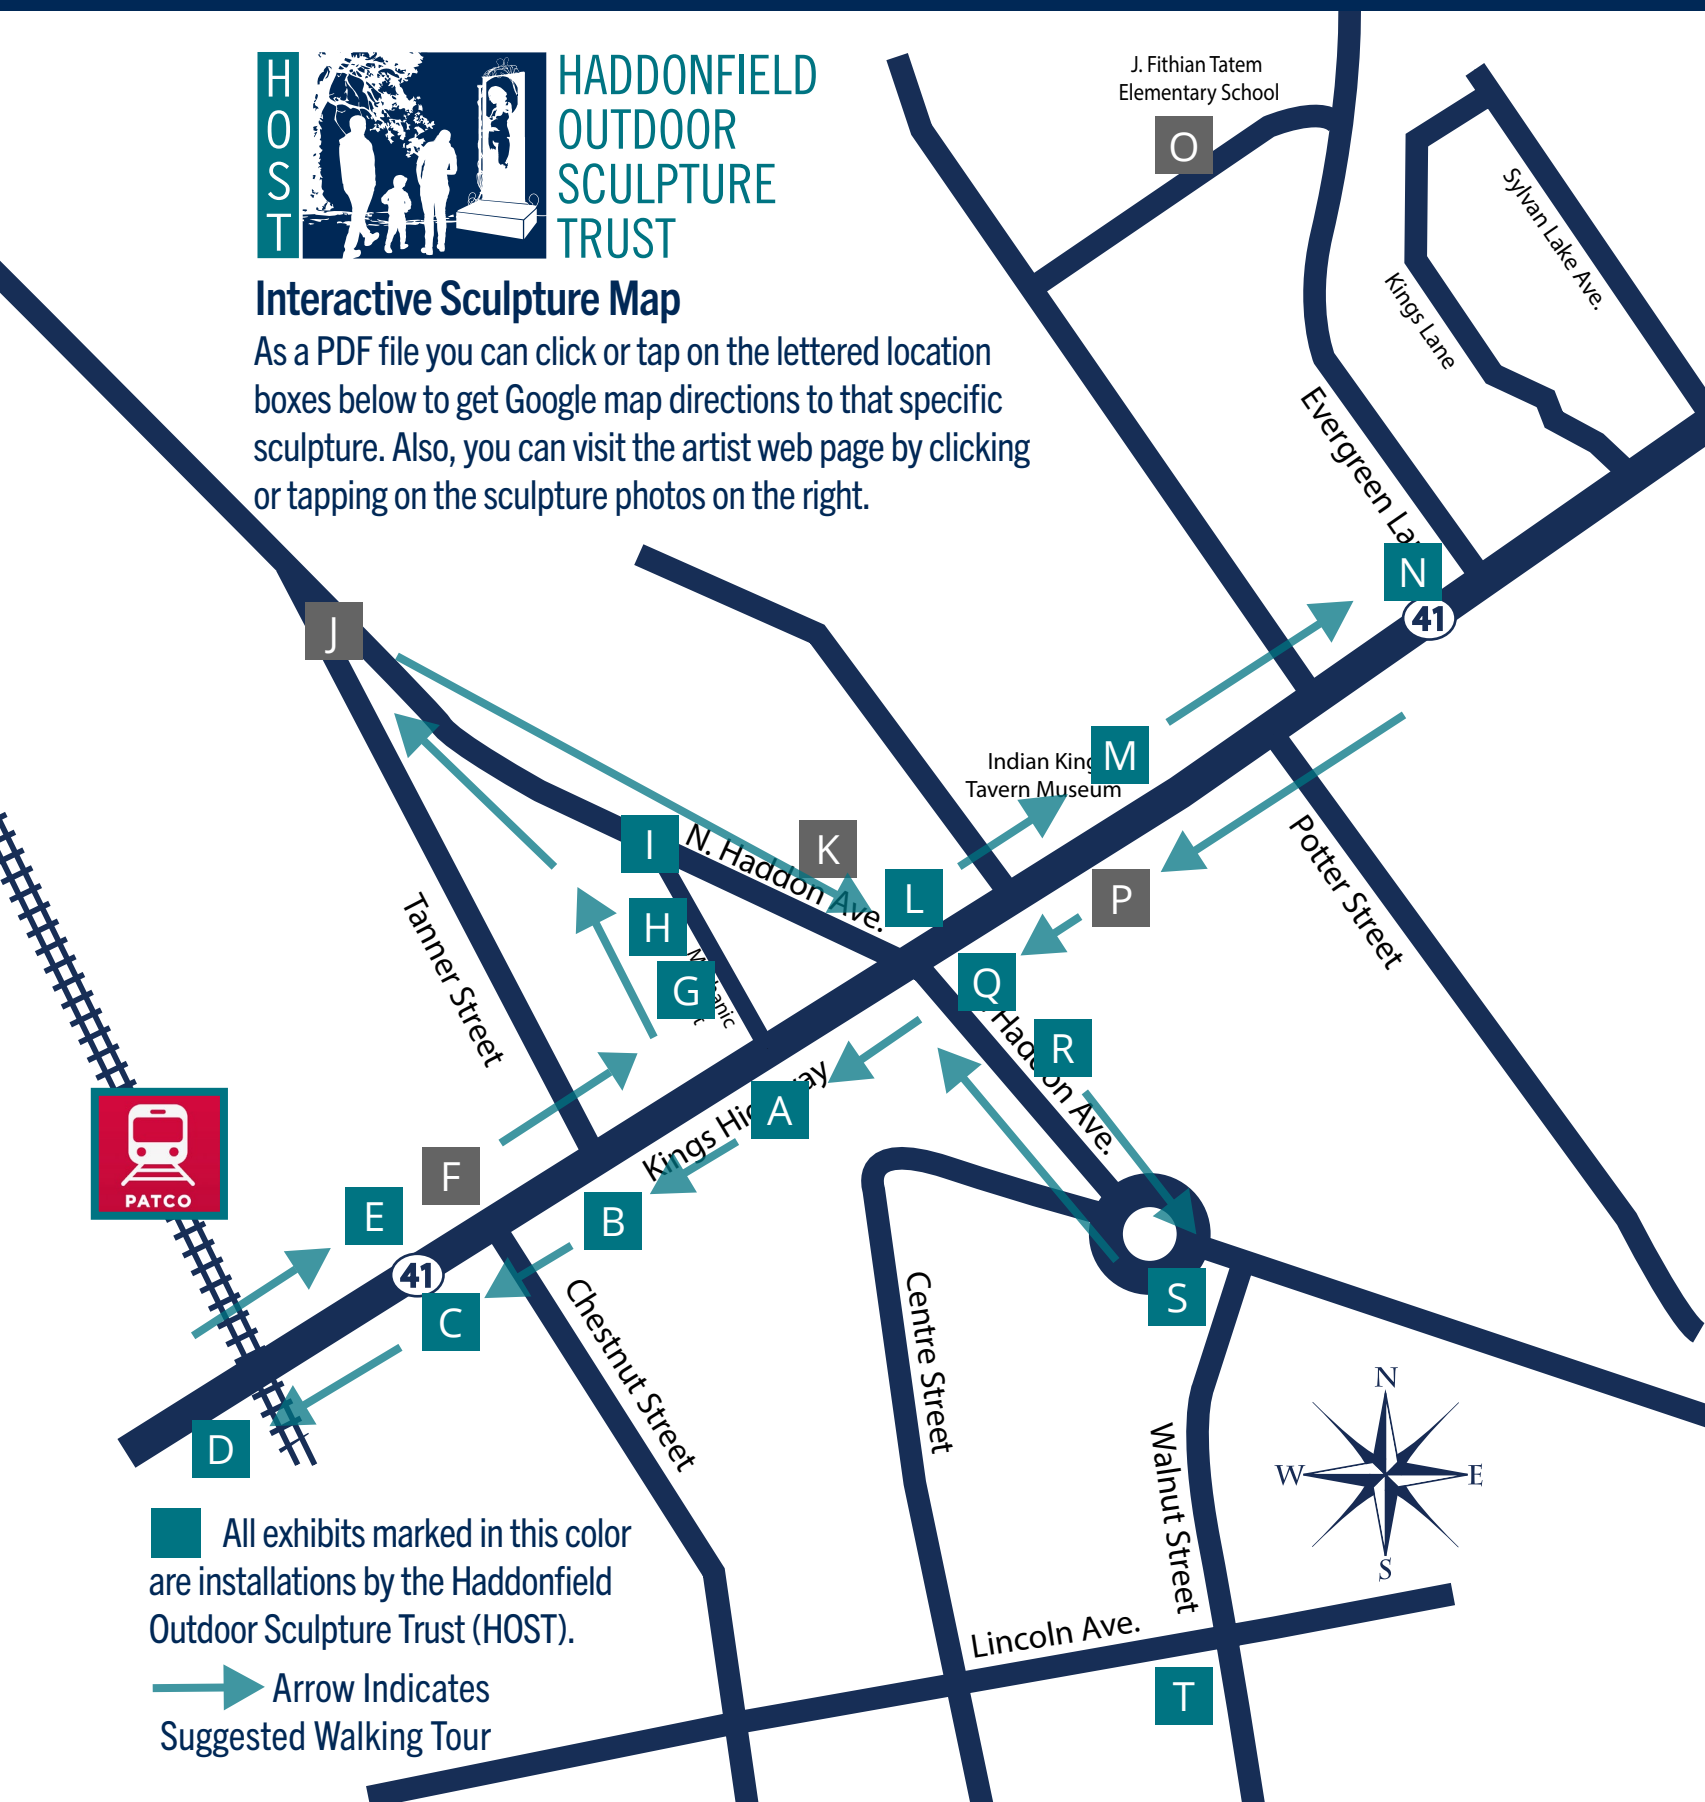 H
O
S
T
HADDONFIELD
OUTDOOR
SCULPTURE
TRUST
Interactive Sculpture Map
As a PDF file you can click or tap on the lettered location
boxes below to get Google map directions to that specific
sculpture. Also, you can visit the artist web page by clicking
or tapping on the sculpture photos on the right.
J. Fithian Tatem
Elementary School
O
Sylvan Lake Ave.
Kings Lane
Evergreen La
N
41
J
M
Indian King
Tavern Museum
I
N. Haddon Ave.
K
L
P
Potter Street
Tanner Street
H
G
Q
Haddon Ave.
R
Kings Highway
A
PATCO
F
E
B
41
C
S
Chestnut Street
Centre Street
Walnut Street
N
W
E
S
D
All exhibits marked in this color
are installations by the Haddonfield
Outdoor Sculpture Trust (HOST).
Lincoln Ave.
T
Arrow Indicates
Suggested Walking Tour